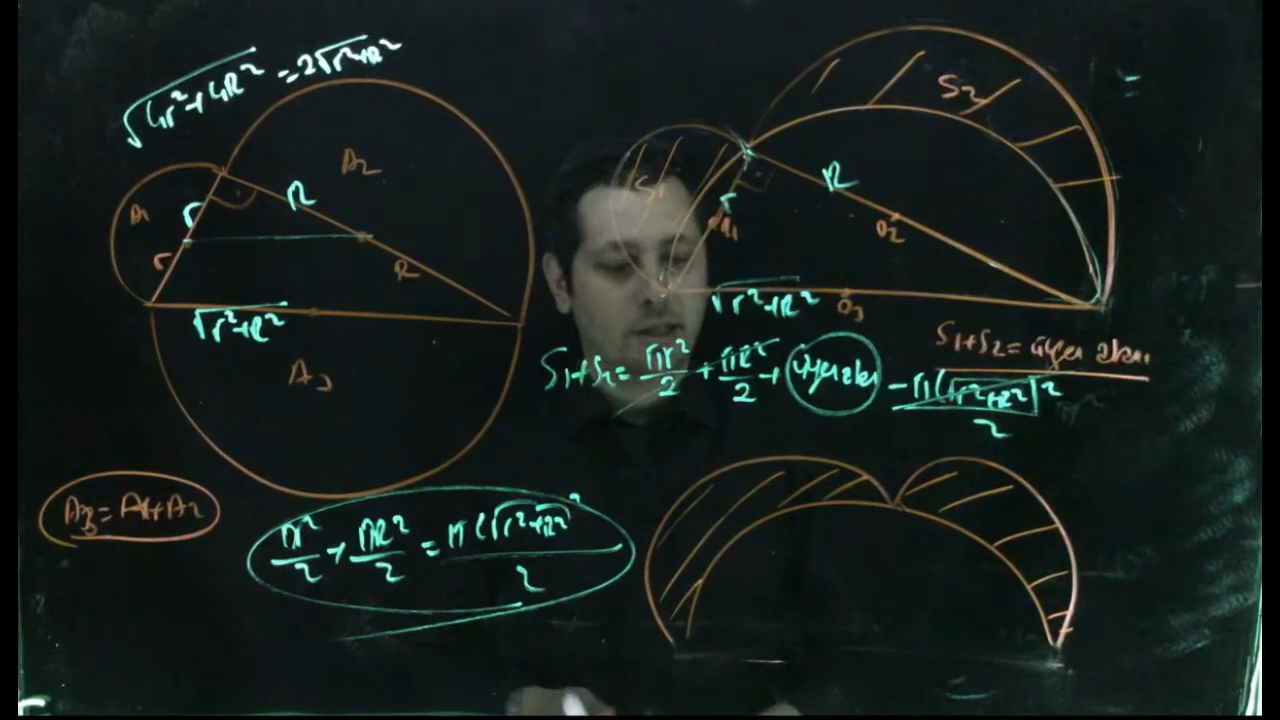 √4r²+4R² = 2√r²+R²
A1
A2
r
R
r
R
√r²+R²
A3
A3 = A1+A2
πr²/2 + πR²/2 = π(√r²+R²)²/2
S1
S2
r
R
O1
O2
√r²+R²
O3
S1+S2 = üçgen alanı
S1+S2 = πr²/2 + πR²/2 + üçgen alan - π(√r²+R²)²/2
=